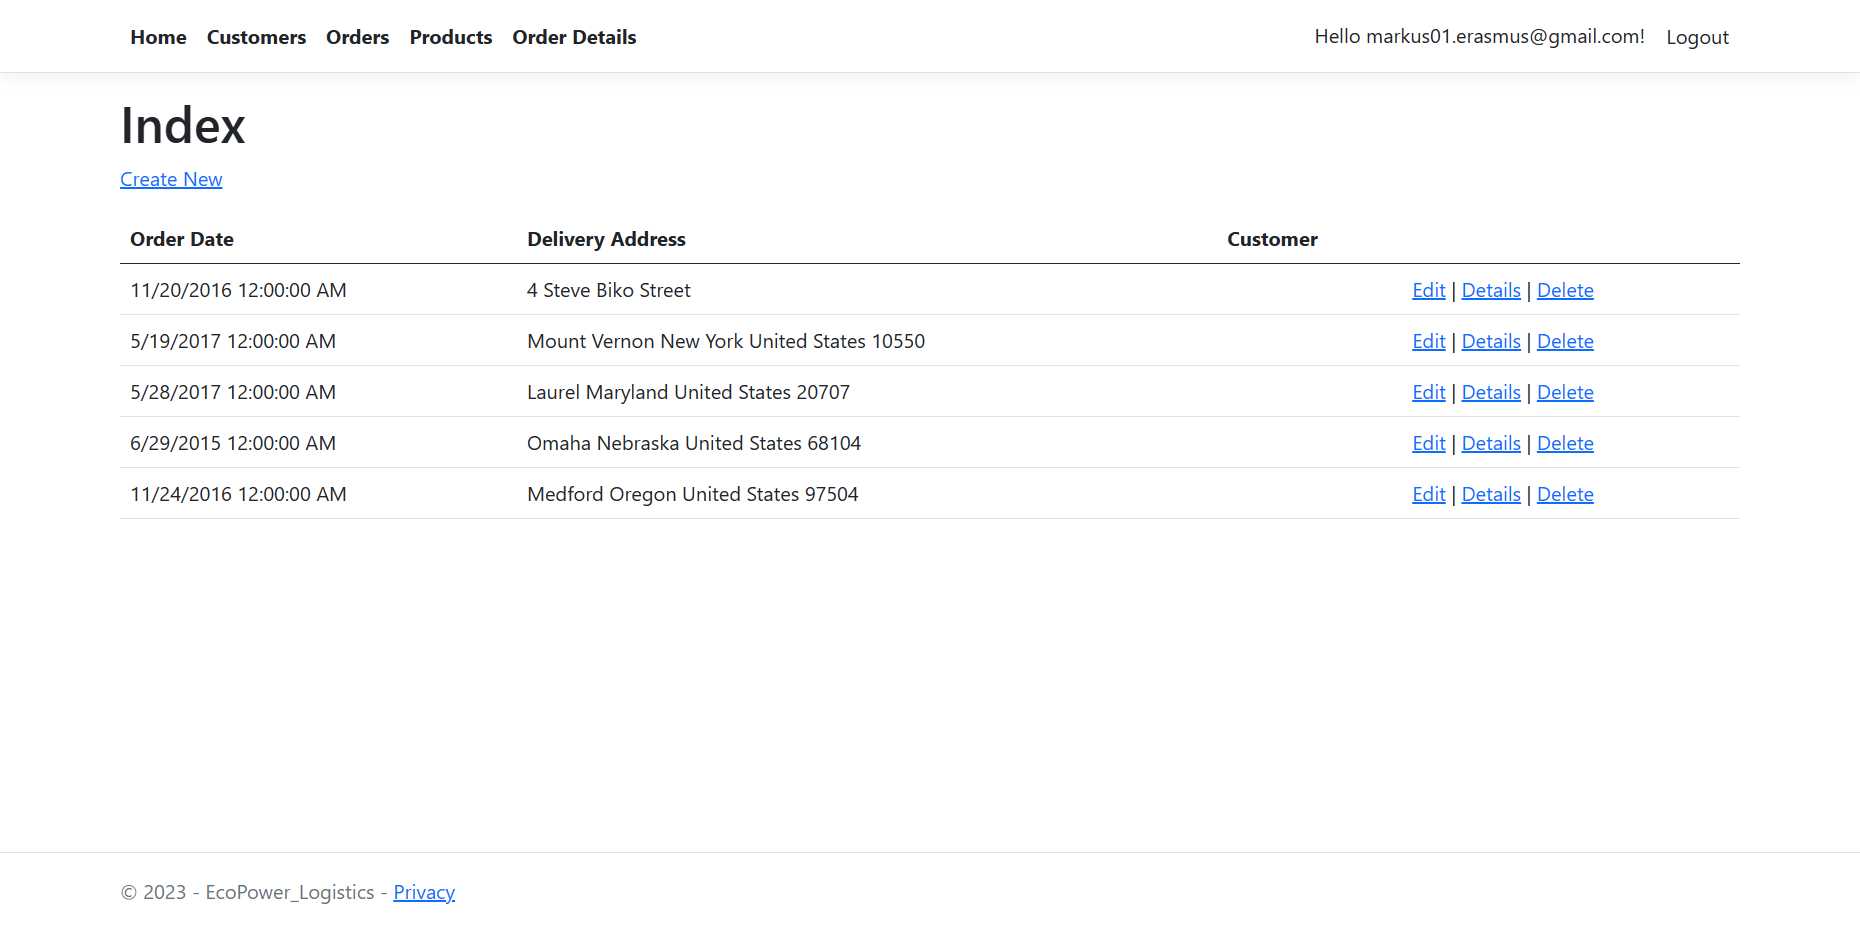 Home Customers Orders Products Order Details Hello markus01.erasmus@gmail.com! Logout
Index
Create New
Order Date Delivery Address Customer
11/20/2016 12:00:00 AM 4 Steve Biko Street Edit | Details | Delete
5/19/2017 12:00:00 AM Mount Vernon New York United States 10550 Edit | Details | Delete
5/28/2017 12:00:00 AM Laurel Maryland United States 20707 Edit | Details | Delete
6/29/2015 12:00:00 AM Omaha Nebraska United States 68104 Edit | Details | Delete
11/24/2016 12:00:00 AM Medford Oregon United States 97504 Edit | Details | Delete
© 2023 - EcoPower_Logistics - Privacy